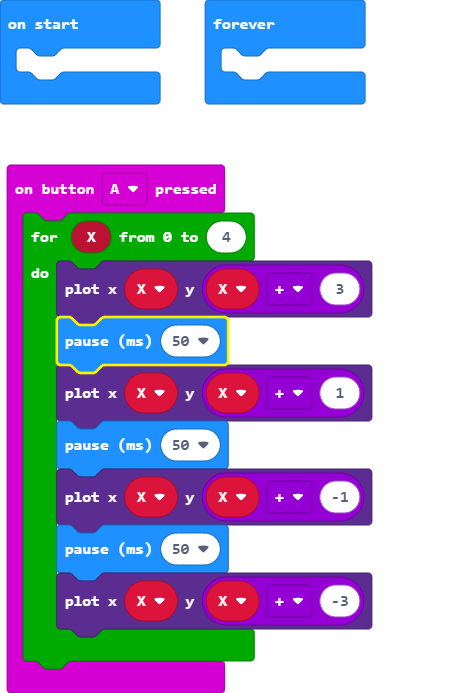 on start forever
on button A pressed
for X from 0 to 4
do
plot x X y X + 3
pause (ms) 50
plot x X y X + 1
pause (ms) 50
plot x X y X + -1
pause (ms) 50
plot x X y X + -3